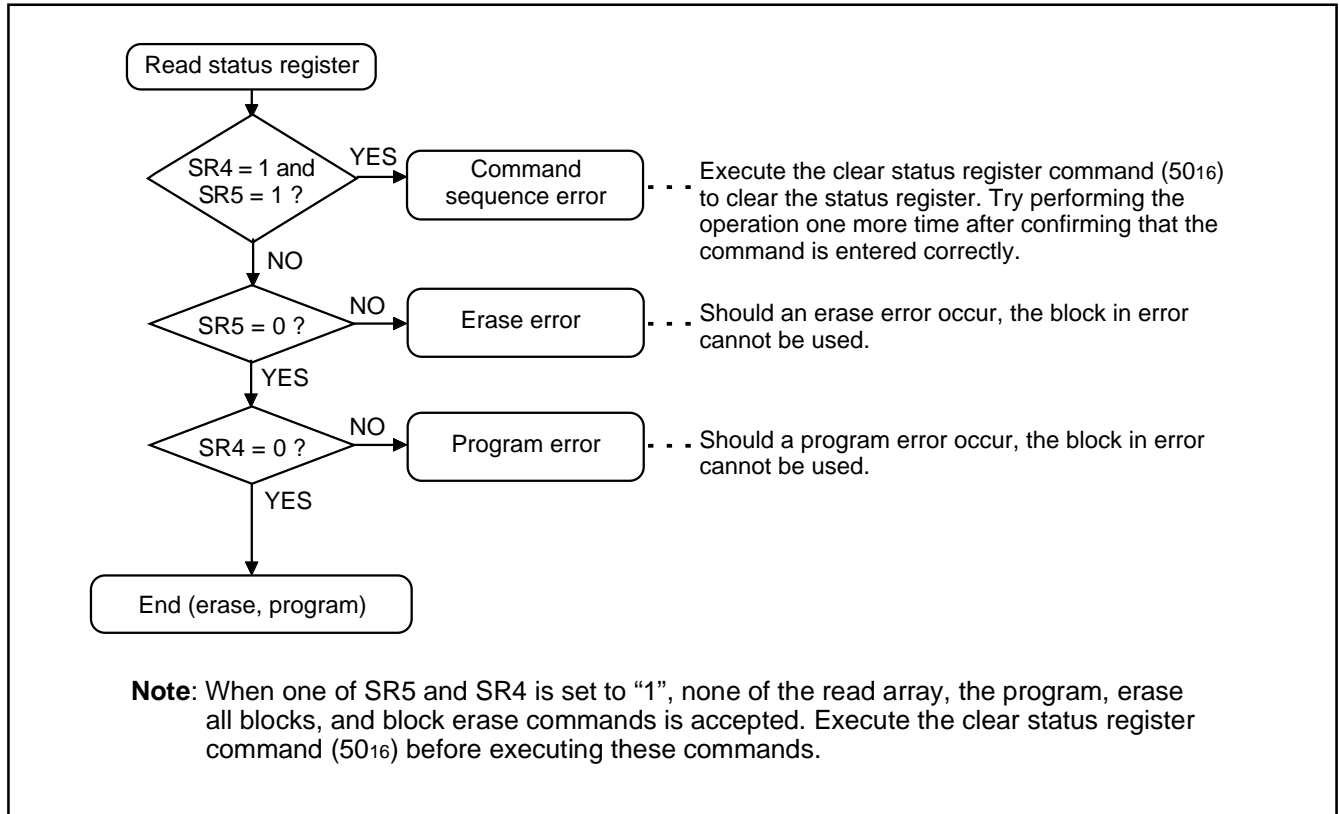 Read status register
SR4 = 1 and
SR5 = 1 ?
YES
Command
sequence error
Execute the clear status register command (5016)
to clear the status register. Try performing the
operation one more time after confirming that the
command is entered correctly.
NO
SR5 = 0 ?
NO
Erase error
Should an erase error occur, the block in error
cannot be used.
YES
SR4 = 0 ?
NO
Program error
Should a program error occur, the block in error
cannot be used.
YES
End (erase, program)
Note: When one of SR5 and SR4 is set to “1”, none of the read array, the program, erase
all blocks, and block erase commands is accepted. Execute the clear status register
command (5016) before executing these commands.